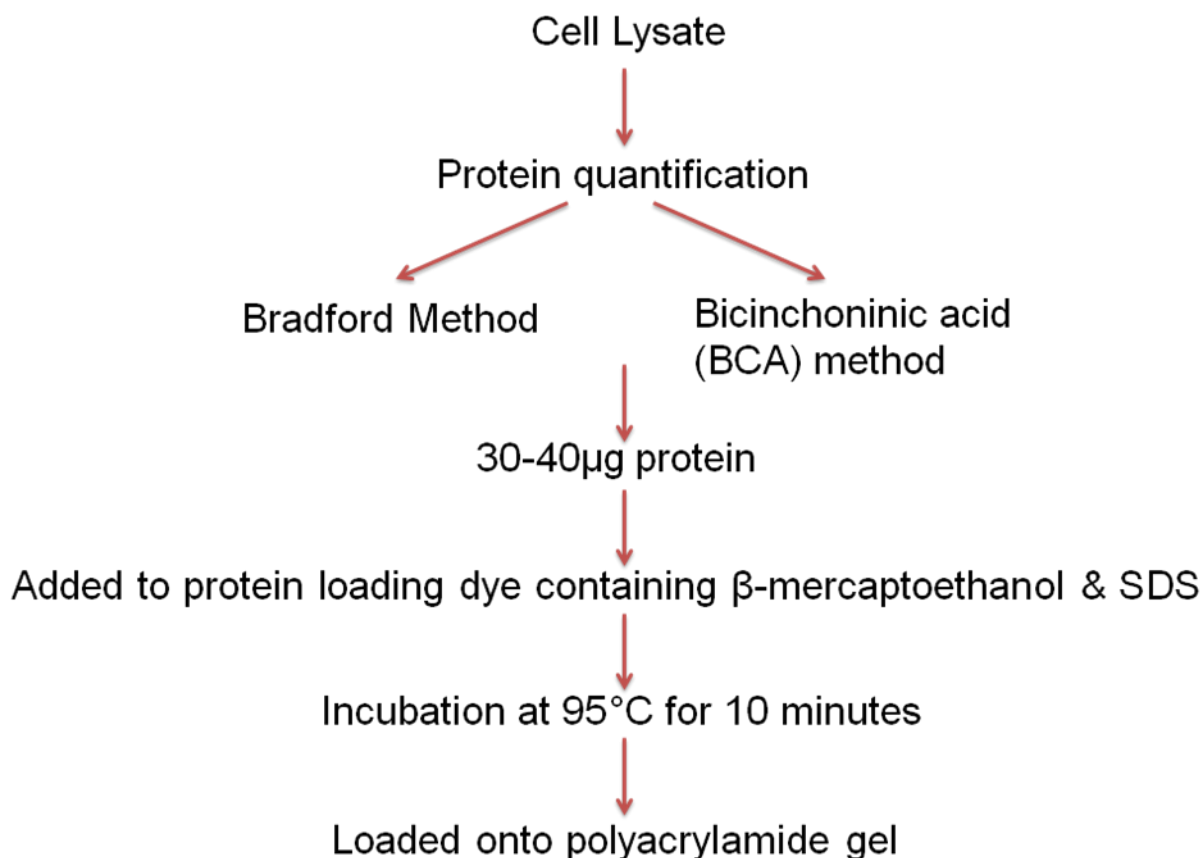 Cell Lysate
Protein quantification
Bradford Method
Bicinchoninic acid
(BCA) method
30-40µg protein
Added to protein loading dye containing β-mercaptoethanol & SDS
Incubation at 95°C for 10 minutes
Loaded onto polyacrylamide gel